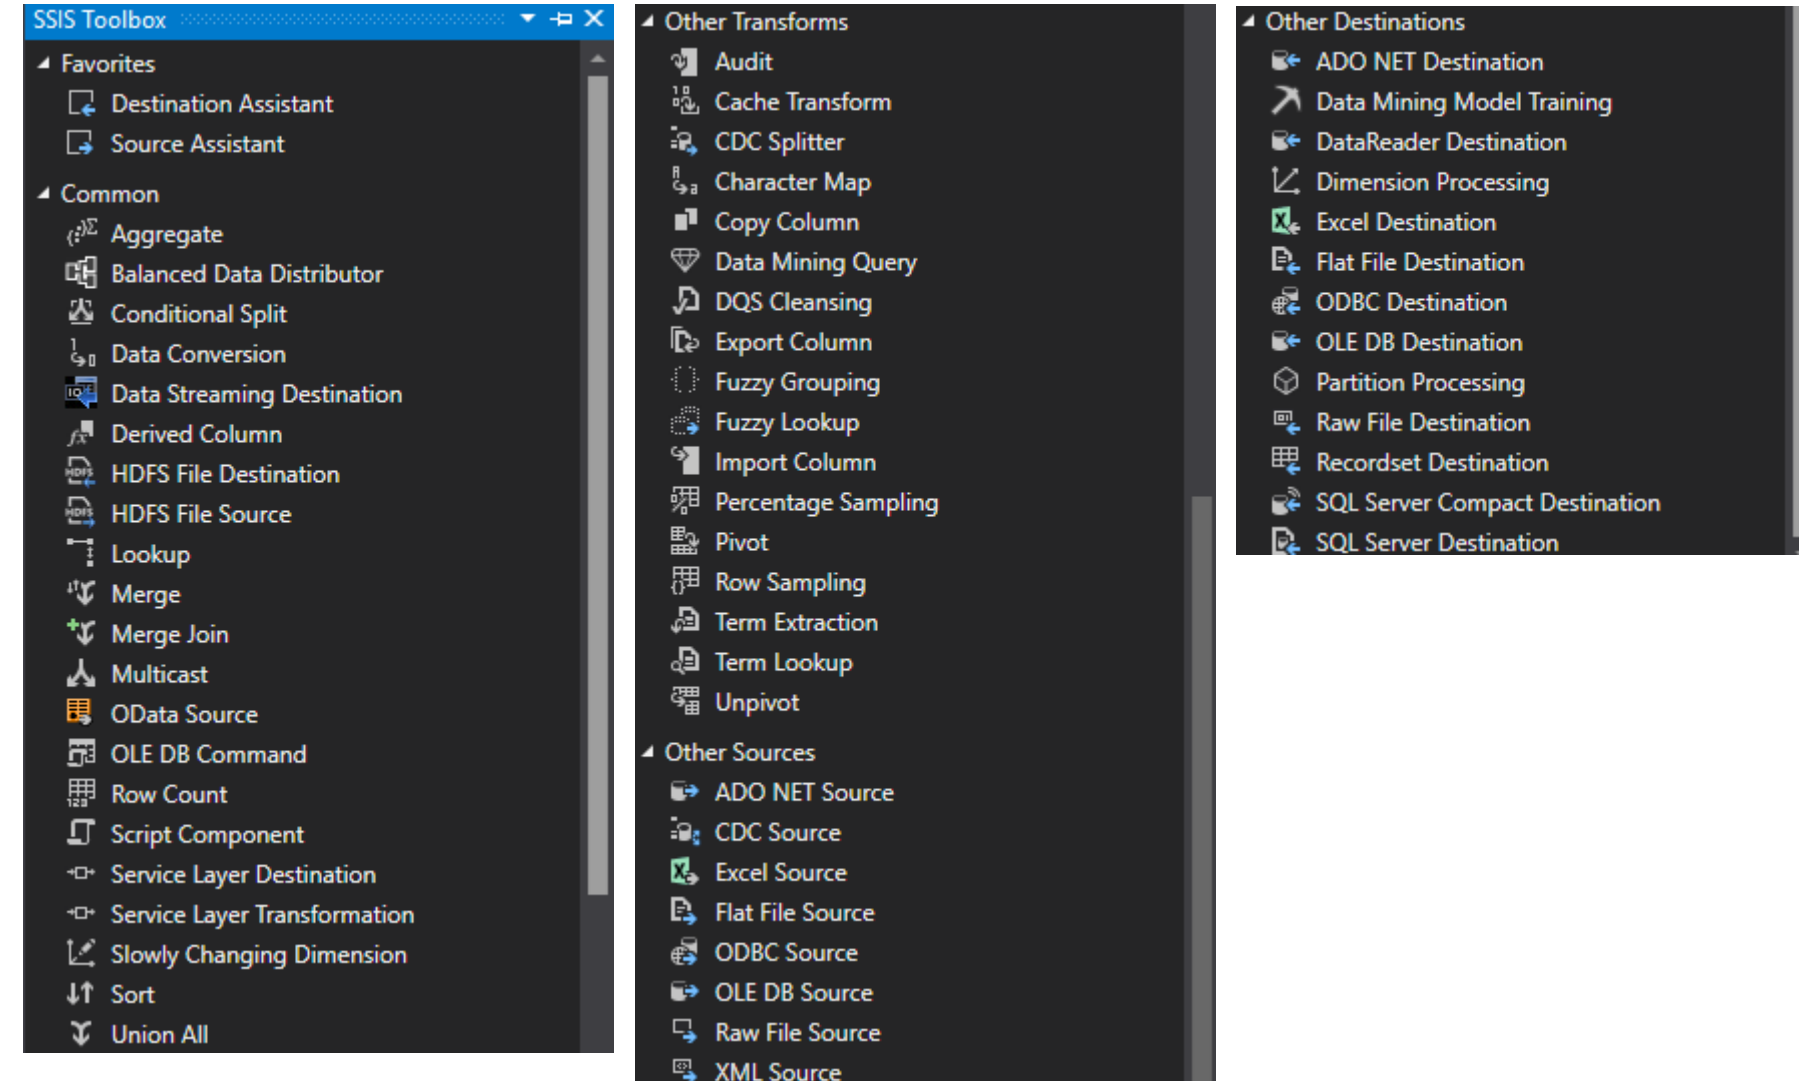 SSIS Toolbox
Favorites
Destination Assistant
Source Assistant
Common
Aggregate
Balanced Data Distributor
Conditional Split
Data Conversion
Data Streaming Destination
Derived Column
HDFS File Destination
HDFS File Source
Lookup
Merge
Merge Join
Multicast
OData Source
OLE DB Command
Row Count
Script Component
Service Layer Destination
Service Layer Transformation
Slowly Changing Dimension
Sort
Union All
Other Transforms
Audit
Cache Transform
CDC Splitter
Character Map
Copy Column
Data Mining Query
DQS Cleansing
Export Column
Fuzzy Grouping
Fuzzy Lookup
Import Column
Percentage Sampling
Pivot
Row Sampling
Term Extraction
Term Lookup
Unpivot
Other Sources
ADO NET Source
CDC Source
Excel Source
Flat File Source
ODBC Source
OLE DB Source
Raw File Source
XML Source
Other Destinations
ADO NET Destination
Data Mining Model Training
DataReader Destination
Dimension Processing
Excel Destination
Flat File Destination
ODBC Destination
OLE DB Destination
Partition Processing
Raw File Destination
Recordset Destination
SQL Server Compact Destination
SQL Server Destination